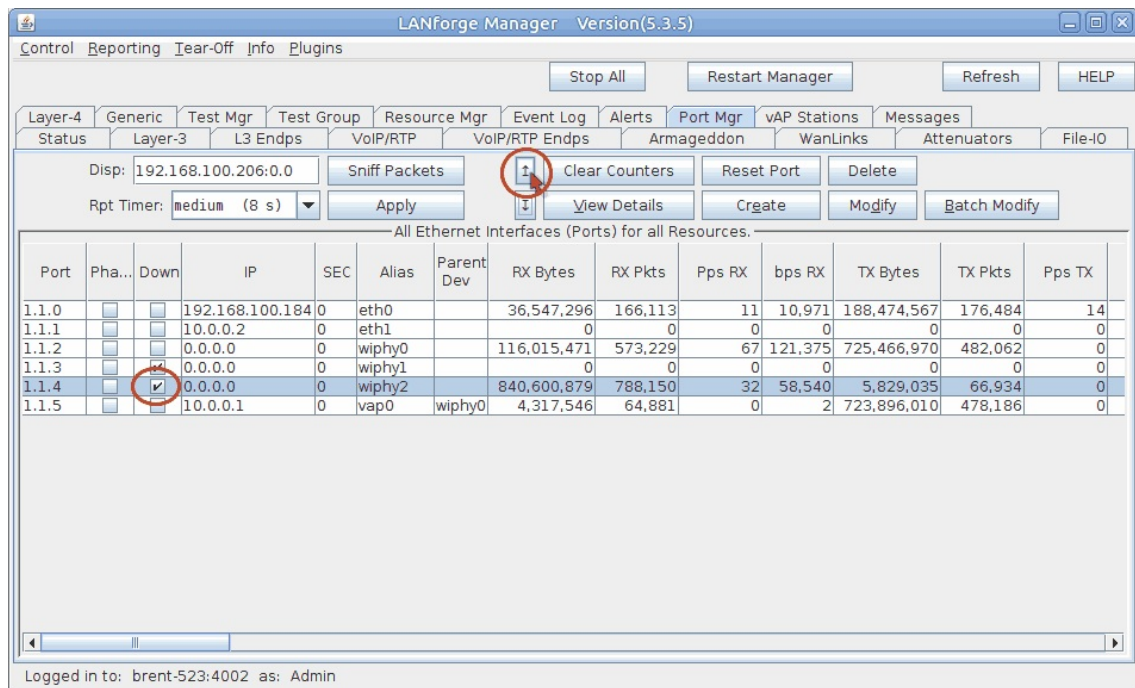 LANforge Manager Version(5.3.5)
Control Reporting Tear-Off Info Plugins
Stop All Restart Manager Refresh HELP
Layer-4 Generic Test Mgr Test Group Resource Mgr Event Log Alerts Port Mgr vAP Stations Messages
Status Layer-3 L3 Endps VoIP/RTP VoIP/RTP Endps Armageddon WanLinks Attenuators File-IO
Disp: 192.168.100.206:0.0 Sniff Packets Clear Counters Reset Port Delete
Rpt Timer: medium (8 s) Apply View Details Create Modify Batch Modify
All Ethernet Interfaces (Ports) for all Resources.
Port Pha... Down IP SEC Alias Parent Dev RX Bytes RX Pkts Pps RX bps RX TX Bytes TX Pkts Pps TX
1.1.0 192.168.100.184 0 eth0 36,547,296 166,113 11 10,971 188,474,567 176,484 14
1.1.1 10.0.0.2 0 eth1 0 0 0 0 0 0 0
1.1.2 0.0.0.0 0 wiphy0 116,015,471 573,229 67 121,375 725,466,970 482,062 0
1.1.3 0.0.0.0 0 wiphy1 0 0 0 0 0 0 0
1.1.4 0.0.0.0 0 wiphy2 840,600,879 788,150 32 58,540 5,829,035 66,934 0
1.1.5 10.0.0.1 0 vap0 wiphy0 4,317,546 64,881 0 2 723,896,010 478,186 0
Logged in to: brent-523:4002 as: Admin